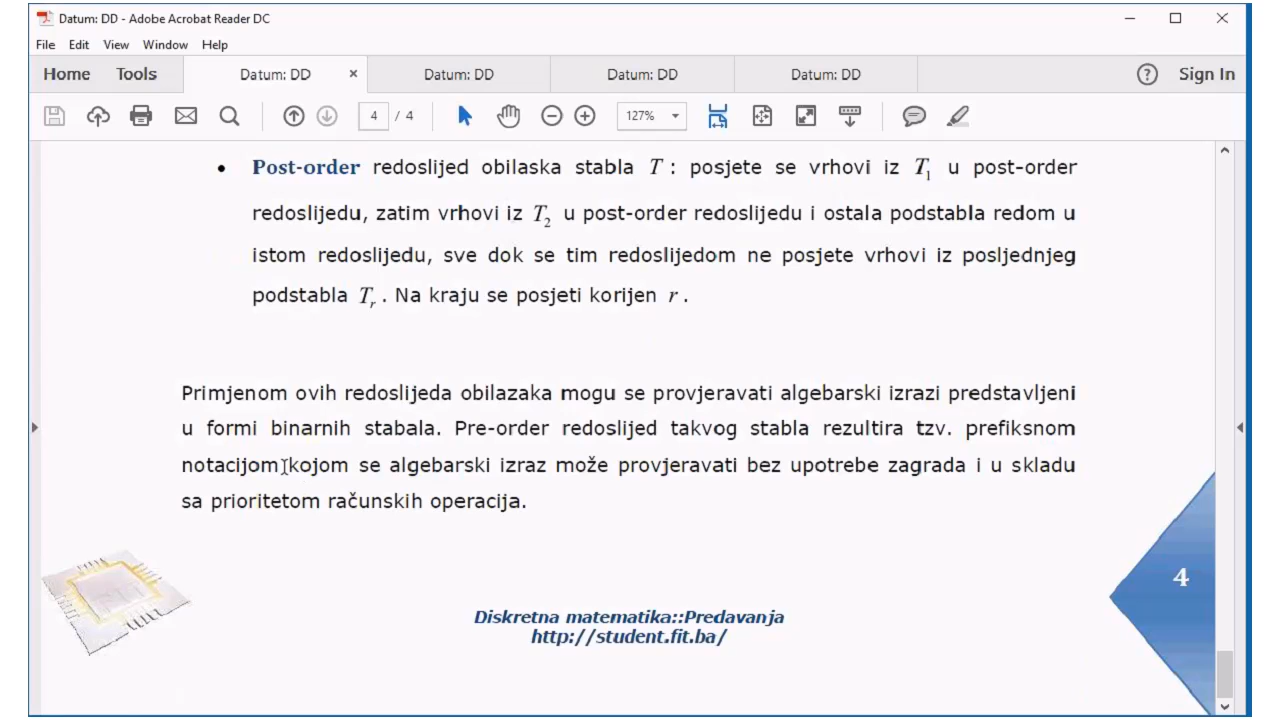 Datum: DD - Adobe Acrobat Reader DC
File Edit View Window Help
Home Tools Datum: DD × Datum: DD Datum: DD Datum: DD ? Sign In
4 / 4 127%
• Post-order redoslijed obilaska stabla T : posjete se vrhovi iz T₁ u post-order
redoslijedu, zatim vrhovi iz T₂ u post-order redoslijedu i ostala podstabla redom u
istom redoslijedu, sve dok se tim redoslijedom ne posjete vrhovi iz posljednjeg
podstabla Tᵣ . Na kraju se posjeti korijen r .
Primjenom ovih redoslijeda obilazaka mogu se provjeravati algebarski izrazi predstavljeni
u formi binarnih stabala. Pre-order redoslijed takvog stabla rezultira tzv. prefiksnom
notacijom kojom se algebarski izraz može provjeravati bez upotrebe zagrada i u skladu
sa prioritetom računskih operacija.
4
Diskretna matematika::Predavanja
http://student.fit.ba/